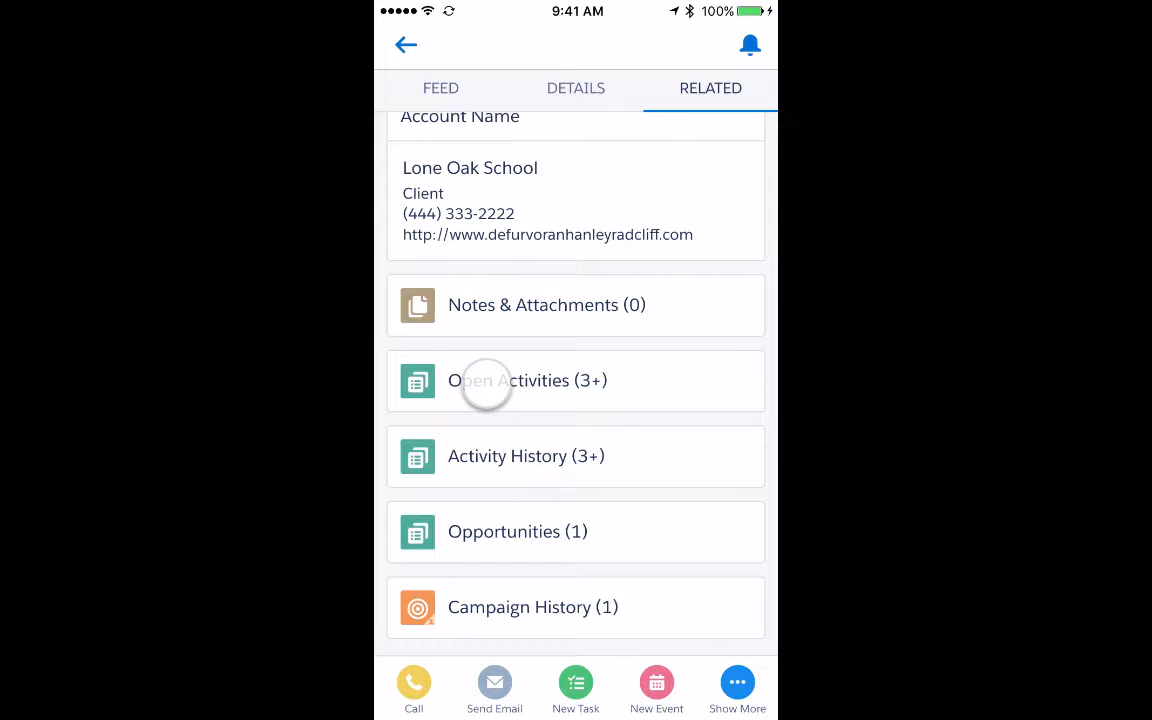 9:41 AM
100%
FEED
DETAILS
RELATED
Account Name
Lone Oak School
Client
(444) 333-2222
http://www.defurvoranhanleyradcliff.com
Notes & Attachments (0)
Open Activities (3+)
Activity History (3+)
Opportunities (1)
Campaign History (1)
Call
Send Email
New Task
New Event
Show More